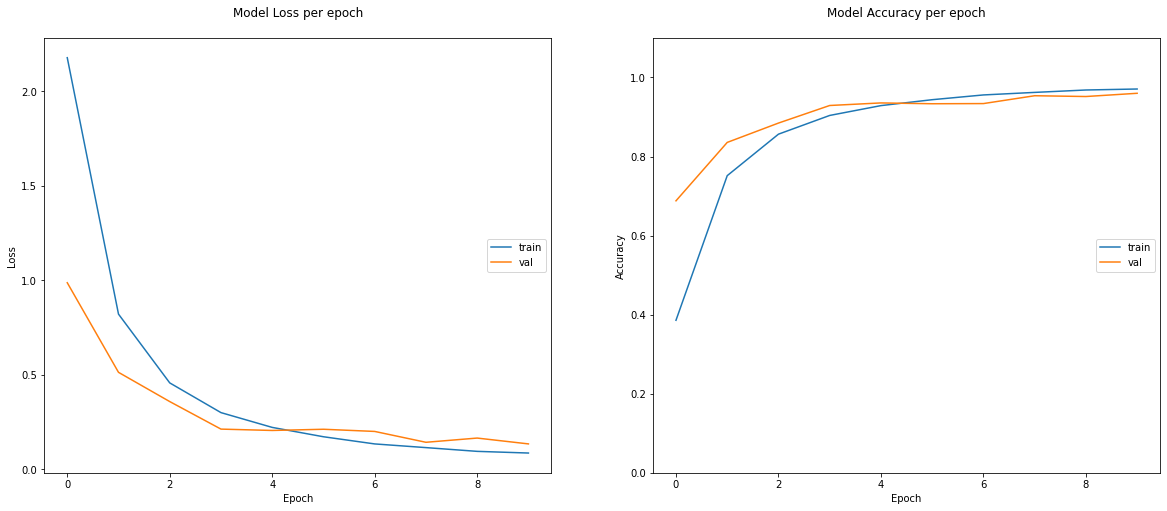 Model Loss per epoch
2.0
1.5
1.0
0.5
0.0
Loss
0 2 4 6 8
Epoch
train
val
Model Accuracy per epoch
1.0
0.8
0.6
0.4
0.2
0.0
Accuracy
0 2 4 6 8
Epoch
train
val